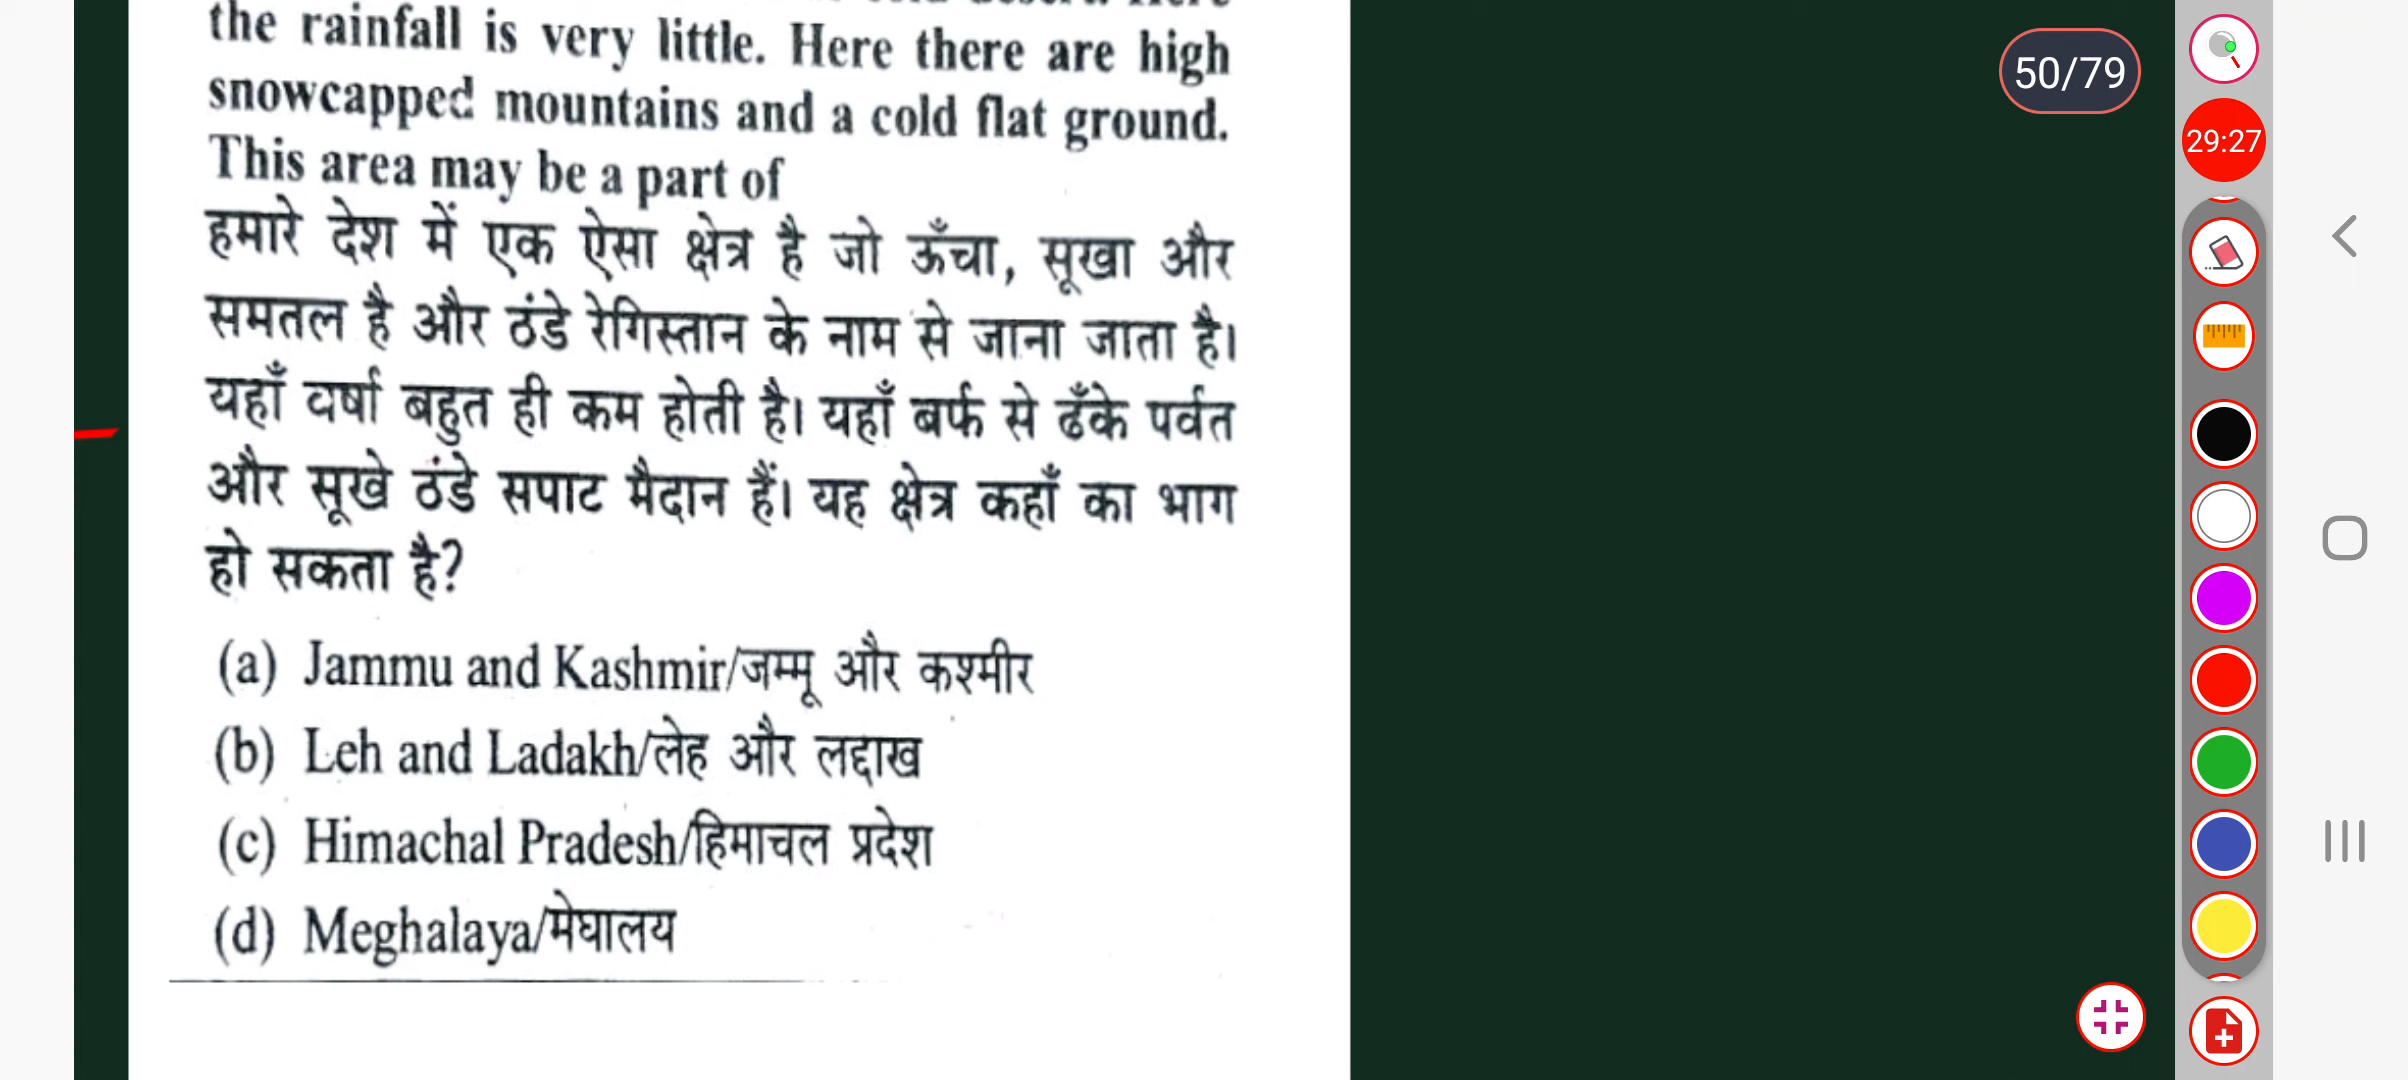 the rainfall is very little. Here there are high
50/79
snowcapped mountains and a cold flat ground.
29:27
This area may be a part of
हमारे देश में एक ऐसा क्षेत्र है जो ऊँचा, सूखा और
समतल है और ठंडे रेगिस्तान के नाम से जाना जाता है।
यहाँ वर्षा बहुत ही कम होती है। यहाँ बर्फ से ढँके पर्वत
और सूखे ठंडे सपाट मैदान हैं। यह क्षेत्र कहाँ का भाग
हो सकता है?
(a) Jammu and Kashmir/जम्मू और कश्मीर
(b) Leh and Ladakh/लेह और लद्दाख
(c) Himachal Pradesh/हिमाचल प्रदेश
(d) Meghalaya/मेघालय